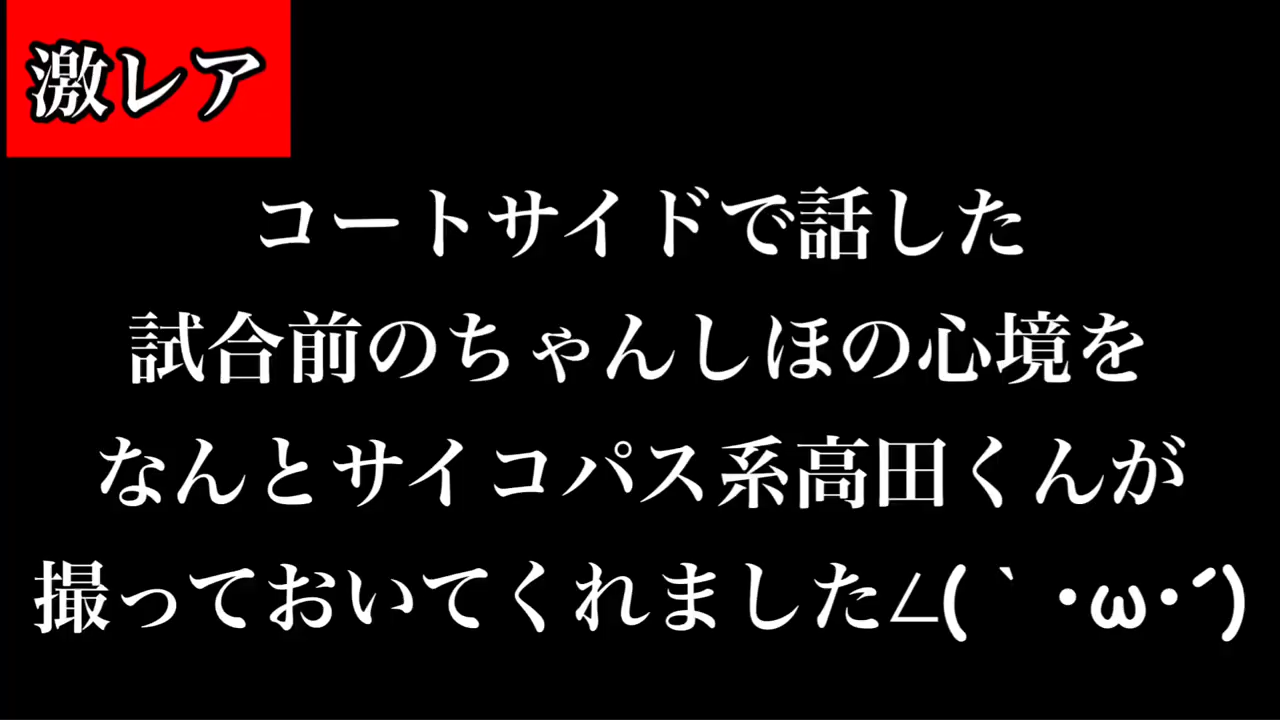 激レア
コートサイドで話した
試合前のちゃんしほの心境を
なんとサイコパス系高田くんが
撮っておいてくれました∠(｀・ω・´)